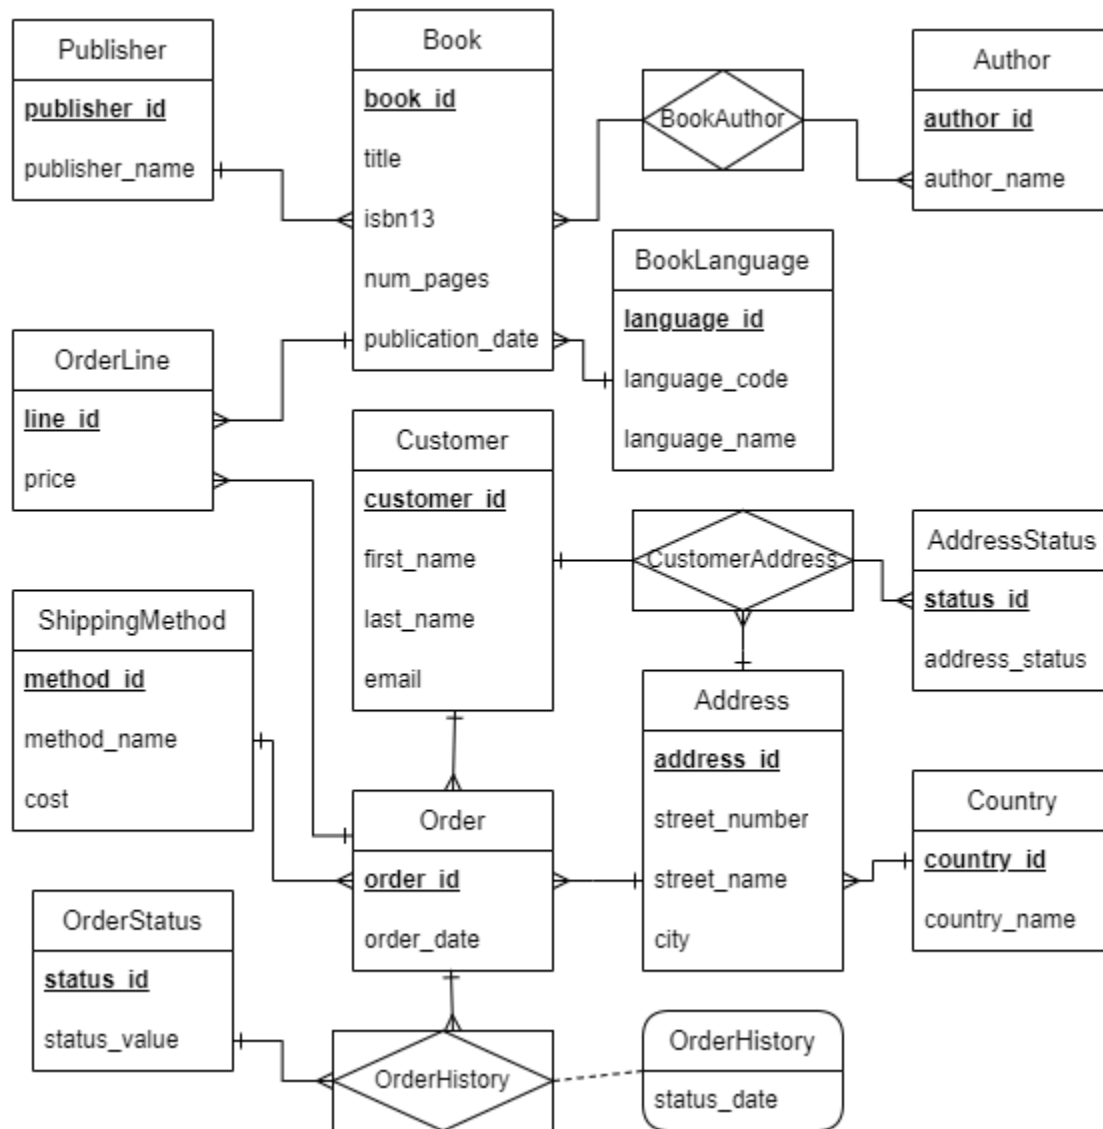 Publisher
publisher_id
publisher_name
Book
book_id
title
isbn13
num_pages
publication_date
BookAuthor
Author
author_id
author_name
BookLanguage
language_id
language_code
language_name
OrderLine
line_id
price
Customer
customer_id
first_name
last_name
email
CustomerAddress
AddressStatus
status_id
address_status
ShippingMethod
method_id
method_name
cost
Address
address_id
street_number
street_name
city
Country
country_id
country_name
Order
order_id
order_date
OrderStatus
status_id
status_value
OrderHistory
OrderHistory
status_date